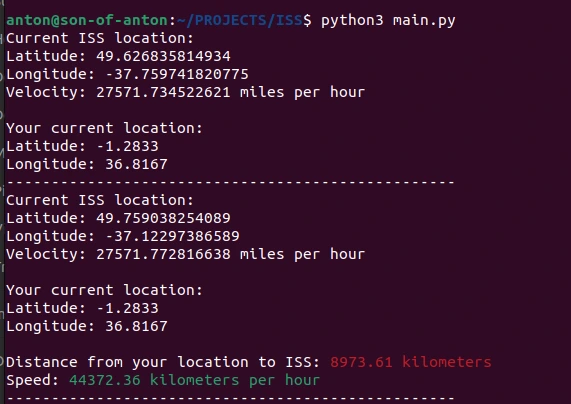 anton@son-of-anton:~/PROJECTS/ISS$ python3 main.py
Current ISS location:
Latitude: 49.626835814934
Longitude: -37.759741820775
Velocity: 27571.734522621 miles per hour
Your current location:
Latitude: -1.2833
Longitude: 36.8167
--------------------------------------------------
Current ISS location:
Latitude: 49.759038254089
Longitude: -37.12297386589
Velocity: 27571.772816638 miles per hour
Your current location:
Latitude: -1.2833
Longitude: 36.8167
Distance from your location to ISS: 8973.61 kilometers
Speed: 44372.36 kilometers per hour
--------------------------------------------------